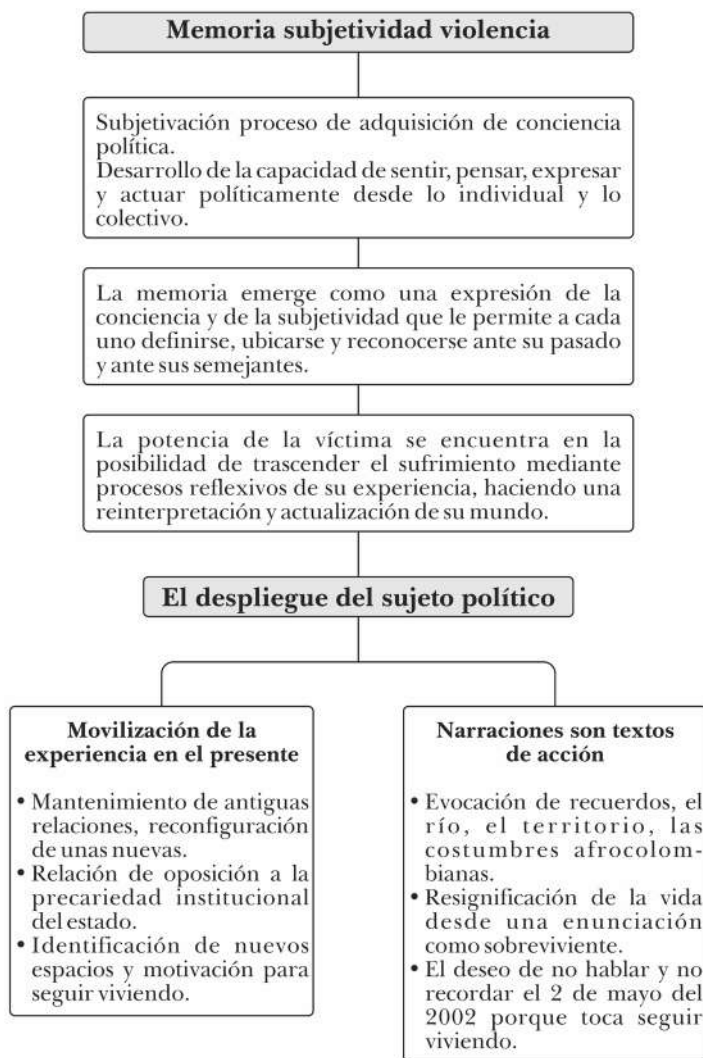 Memoria subjetividad violencia
Subjetivación proceso de adquisición de conciencia
política.
Desarrollo de la capacidad de sentir, pensar, expresar
y actuar políticamente desde lo individual y lo
colectivo.
La memoria emerge como una expresión de la
conciencia y de la subjetividad que le permite a cada
uno definirse, ubicarse y reconocerse ante su pasado
y ante sus semejantes.
La potencia de la víctima se encuentra en la
posibilidad de trascender el sufrimiento mediante
procesos reflexivos de su experiencia, haciendo una
reinterpretación y actualización de su mundo.
El despliegue del sujeto político
Movilización de la
experiencia en el presente
• Mantenimiento de antiguas
relaciones, reconfiguración
de unas nuevas.
• Relación de oposición a la
precariedad institucional
del estado.
• Identificación de nuevos
espacios y motivación para
seguir viviendo.
Narraciones son textos
de acción
• Evocación de recuerdos, el
río, el territorio, las
costumbres afrocolom-
bianas.
• Resignificación de la vida
desde una enunciación
como sobreviviente.
• El deseo de no hablar y no
recordar el 2 de mayo del
2002 porque toca seguir
viviendo.